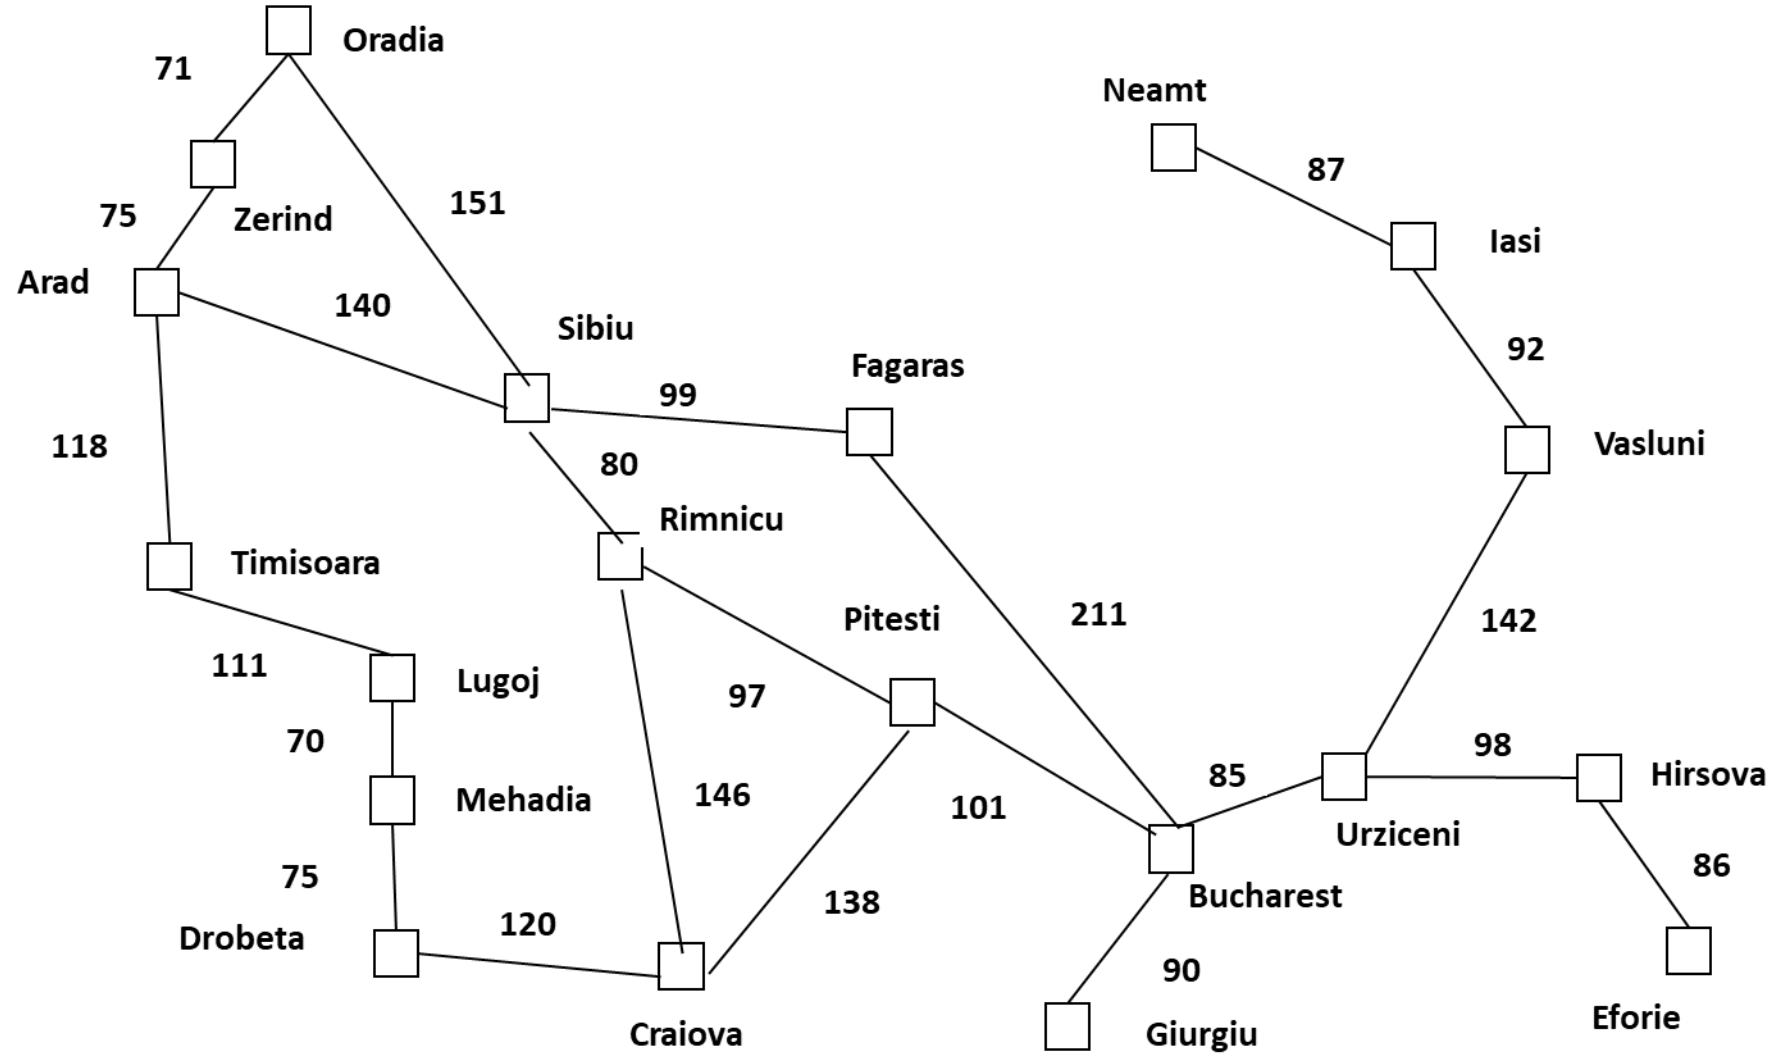 Oradia
71
Neamt
87
151
75
Zerind
Iasi
Arad
140
Sibiu
92
Fagaras
99
118
Vasluni
80
Rimnicu
Timisoara
211
Pitesti
142
111
Lugoj
97
70
98
85
Hirsova
Mehadia
146
101
Urziceni
86
75
Bucharest
138
120
Drobeta
90
Eforie
Craiova
Giurgiu